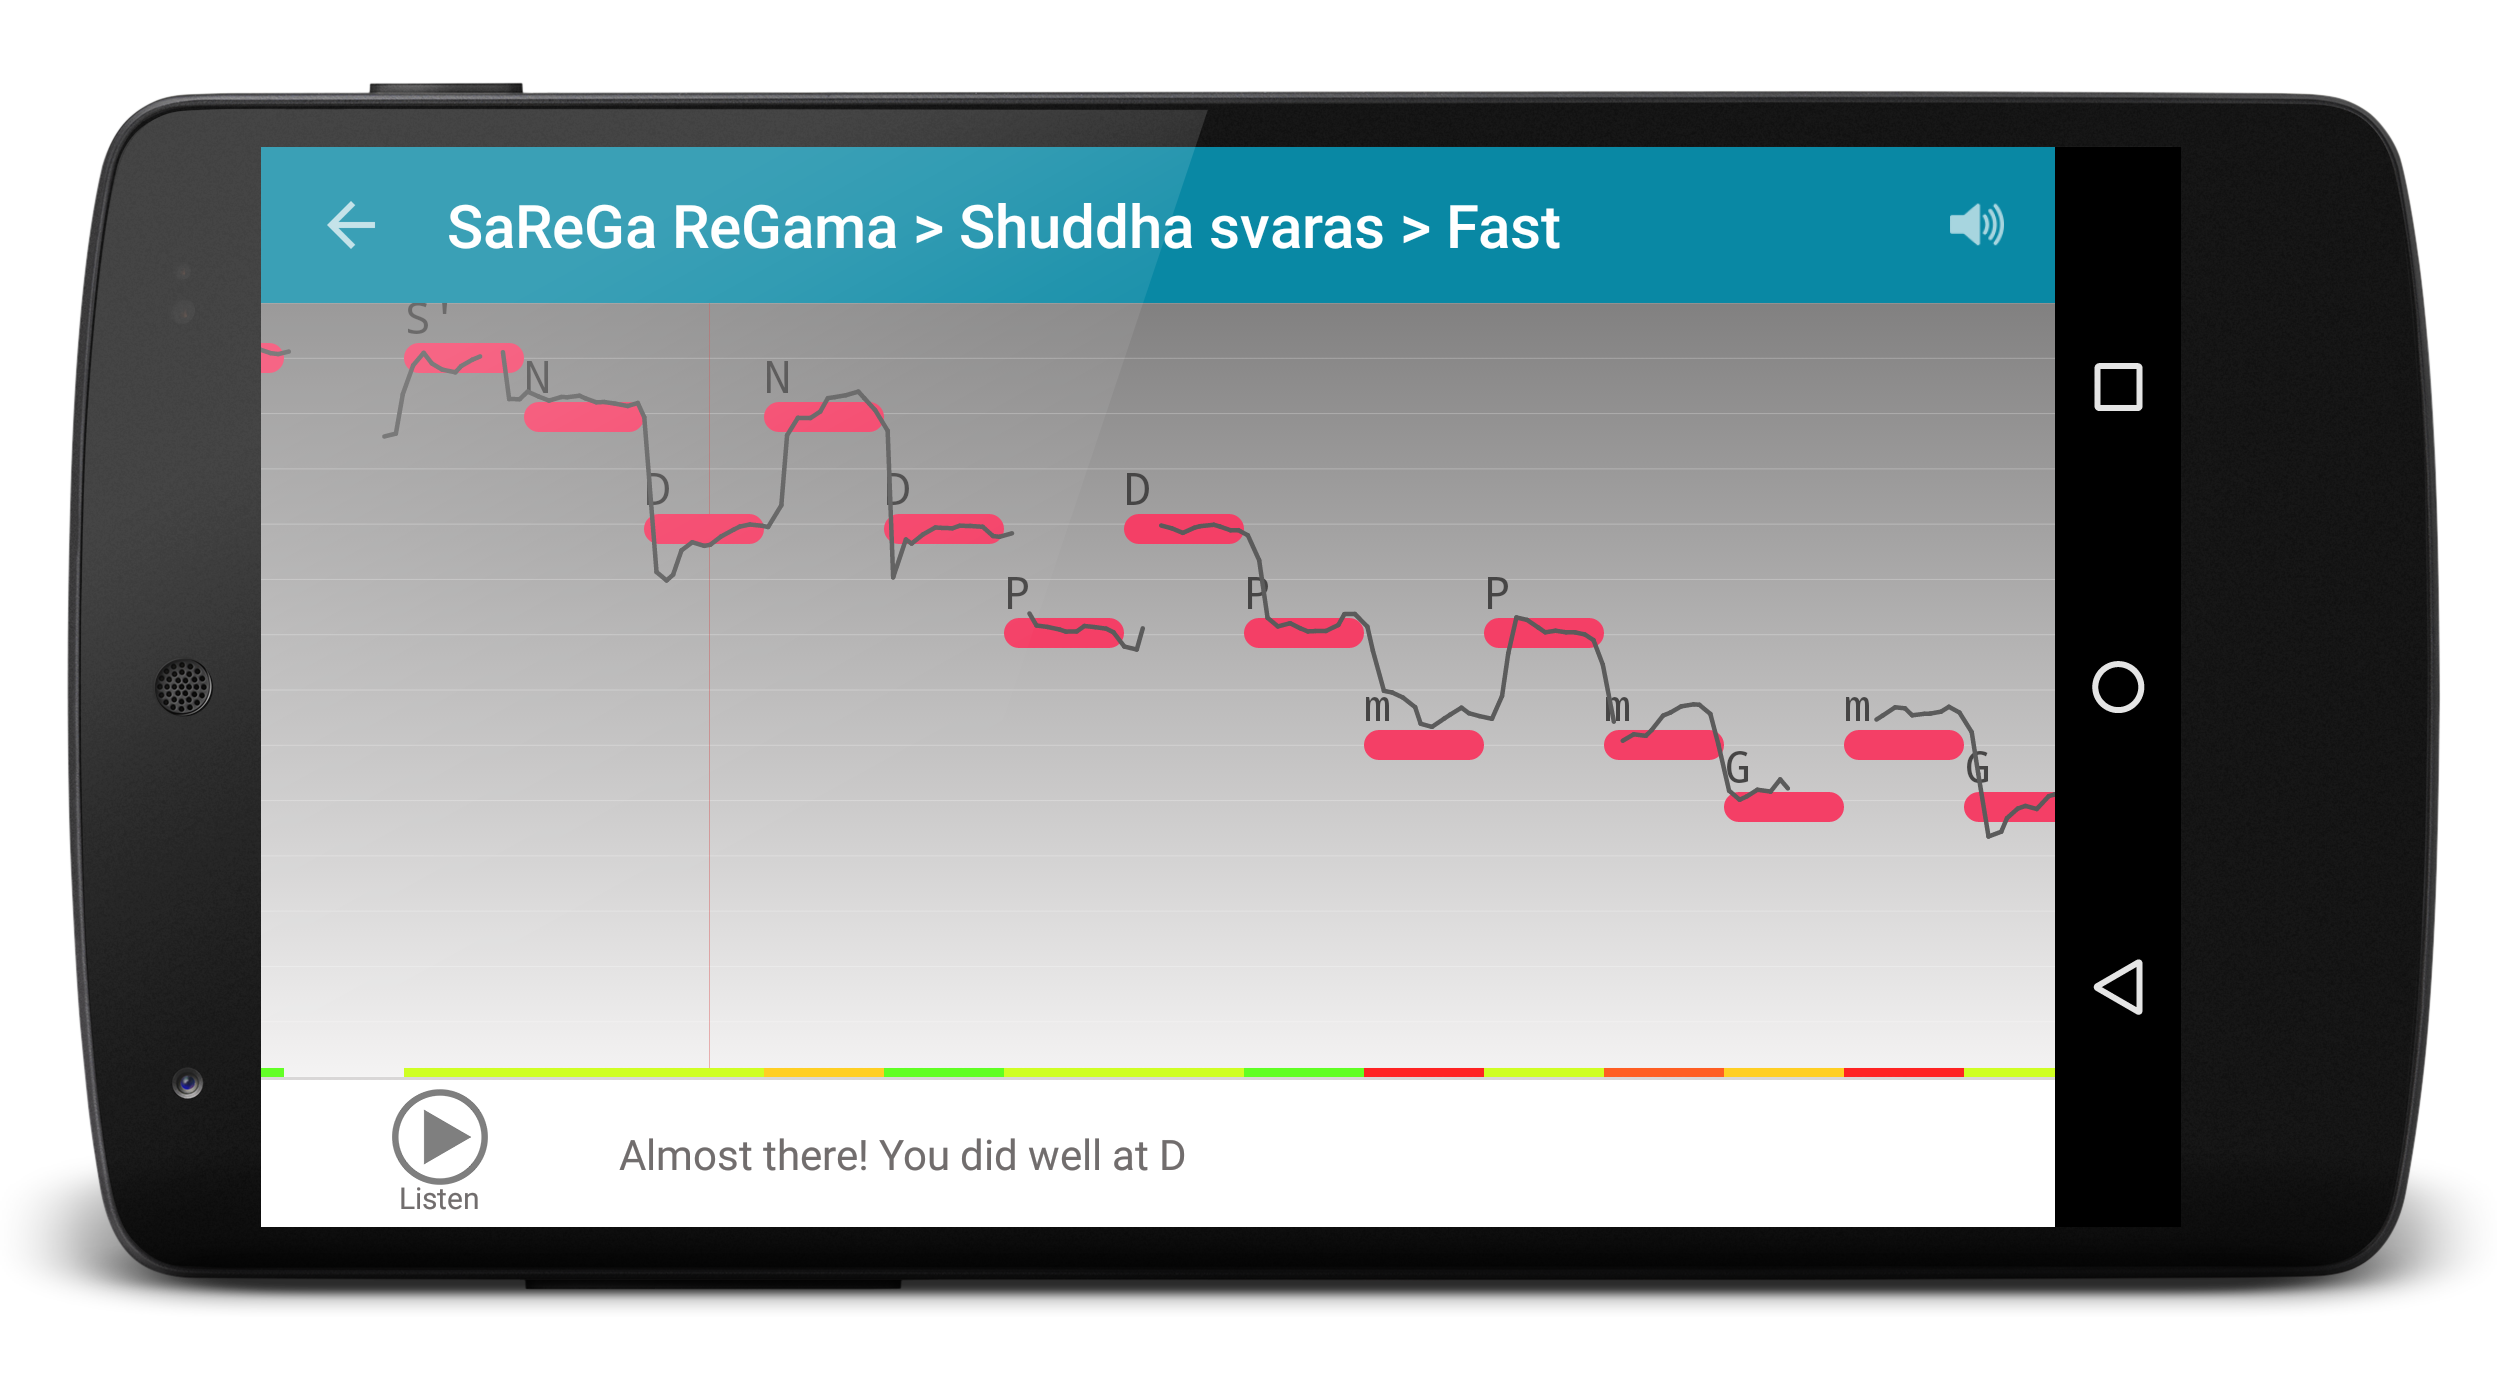 SaReGa ReGama > Shuddha svaras > Fast
S'
N
N
D
D
D
P
P
P
m
m
m
G
G
Almost there! You did well at D
Listen